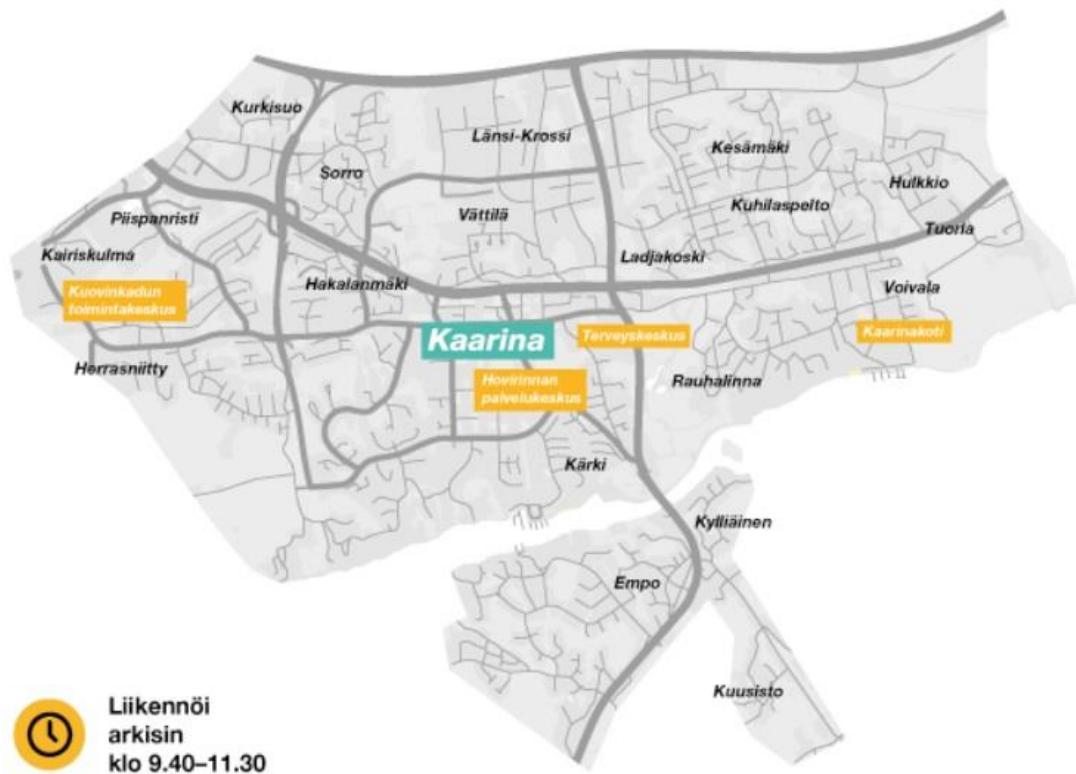 Kurkisuo
Länsi-Krossi
Kesämäki
Sorro
Hulkkio
Piispanristi
Vättilä
Kuhilaspelto
Tuorla
Kairiskulma
Ladjakoski
Hakalanmäki
Voivala
Kuovinkadun
toimintakeskus
Kaarina
Terveyskeskus
Kaarinakoti
Herrasniitty
Hovirinnan
palvelukeskus
Rauhalinna
Kärki
Kylliäinen
Empo
Kuusisto
Liikennöi
arkisin
klo 9.40–11.30